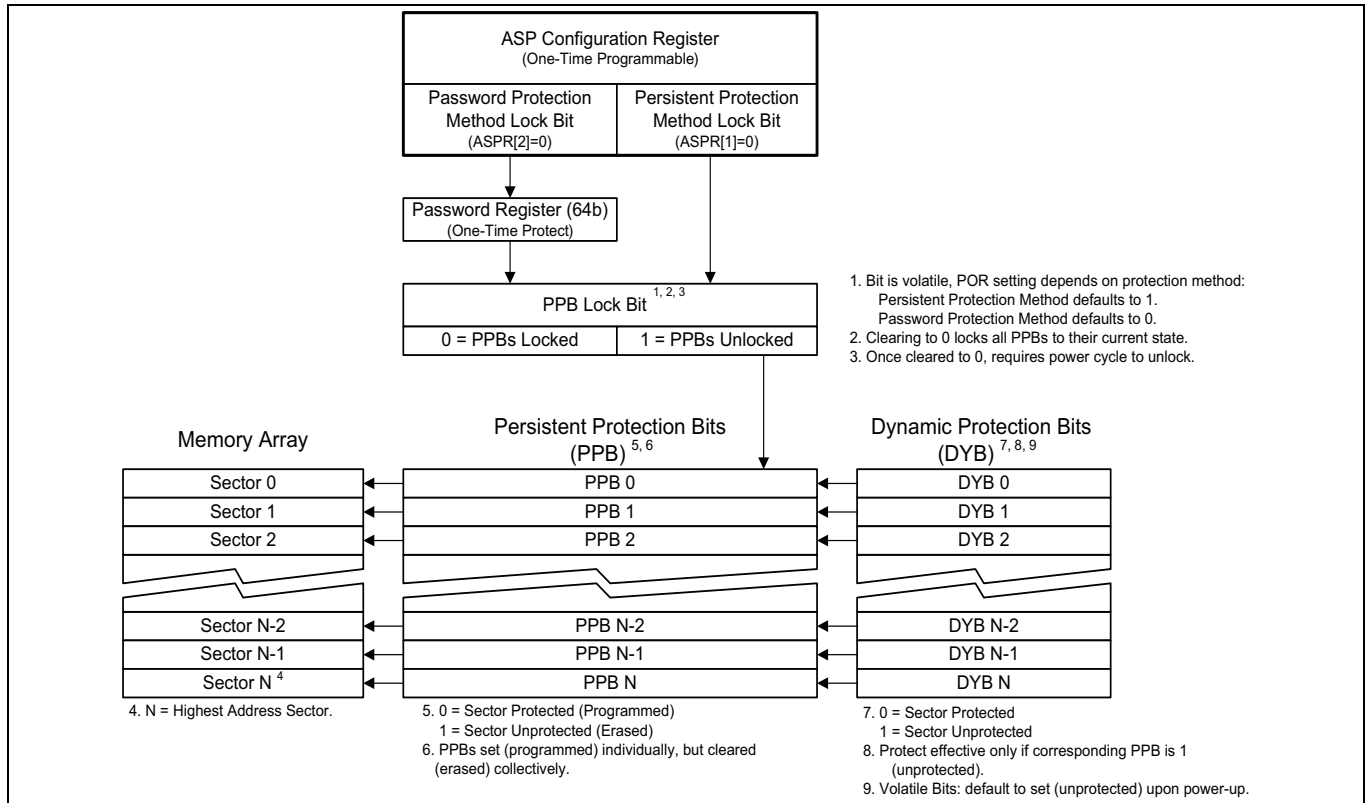 ASP Configuration Register
(One-Time Programmable)
Password Protection
Method Lock Bit
(ASPR[2]=0)
Persistent Protection
Method Lock Bit
(ASPR[1]=0)
Password Register (64b)
(One-Time Protect)
PPB Lock Bit 1, 2, 3
0 = PPBs Locked
1 = PPBs Unlocked
1. Bit is volatile, POR setting depends on protection method:
Persistent Protection Method defaults to 1.
Password Protection Method defaults to 0.
2. Clearing to 0 locks all PPBs to their current state.
3. Once cleared to 0, requires power cycle to unlock.
Memory Array
Persistent Protection Bits
(PPB) 5, 6
Dynamic Protection Bits
(DYB) 7, 8, 9
Sector 0
PPB 0
DYB 0
Sector 1
PPB 1
DYB 1
Sector 2
PPB 2
DYB 2
Sector N-2
PPB N-2
DYB N-2
Sector N-1
PPB N-1
DYB N-1
Sector N 4
PPB N
DYB N
4. N = Highest Address Sector.
5. 0 = Sector Protected (Programmed)
1 = Sector Unprotected (Erased)
6. PPBs set (programmed) individually, but cleared
(erased) collectively.
7. 0 = Sector Protected
1 = Sector Unprotected
8. Protect effective only if corresponding PPB is 1
(unprotected).
9. Volatile Bits: default to set (unprotected) upon power-up.